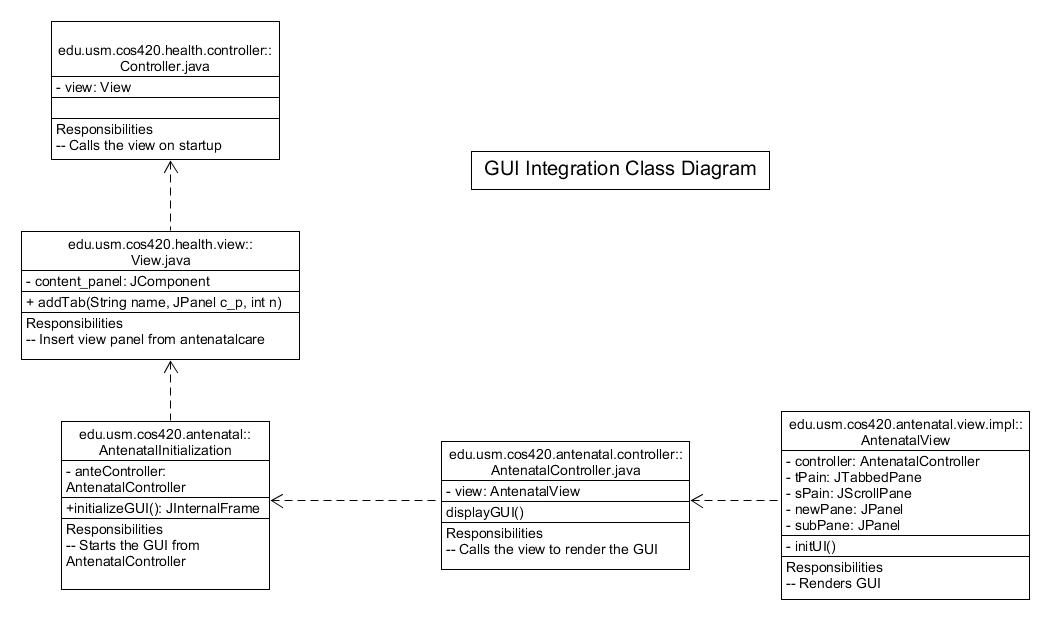 edu.usm.cos420.health.controller::
Controller.java
- view: View
Responsibilities
-- Calls the view on startup
GUI Integration Class Diagram
edu.usm.cos420.health.view::
View.java
- content_panel: JComponent
+ addTab(String name, JPanel c_p, int n)
Responsibilities
-- Insert view panel from antenatalcare
edu.usm.cos420.antenatal::
AntenatalInitialization
- anteController:
AntenatalController
+initializeGUI(): JInternalFrame
Responsibilities
-- Starts the GUI from
AntenatalController
edu.usm.cos420.antenatal.controller::
AntenatalController.java
- view: AntenatalView
displayGUI()
Responsibilities
-- Calls the view to render the GUI
edu.usm.cos420.antenatal.view.impl::
AntenatalView
- controller: AntenatalController
- tPain: JTabbedPane
- sPain: JScrollPane
- newPane: JPanel
- subPane: JPanel
- initUI()
Responsibilities
-- Renders GUI